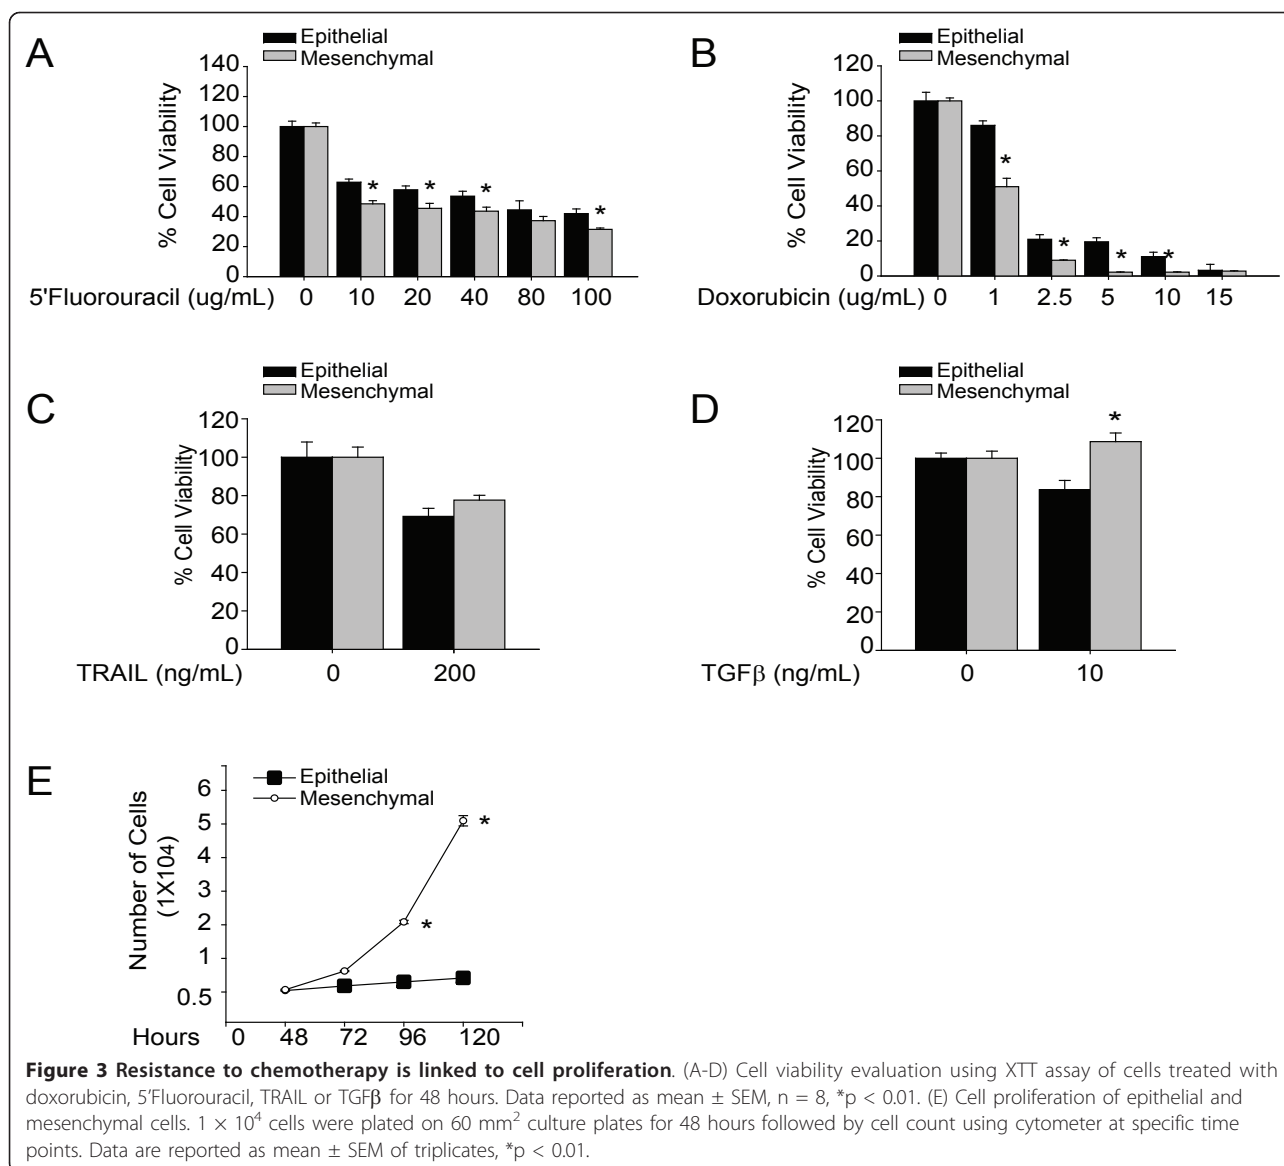 A
Epithelial
Mesenchymal
% Cell Viability
140
120
100
80
60
40
20
0
* * * *
5'Fluorouracil (ug/mL) 0 10 20 40 80 100
B
Epithelial
Mesenchymal
% Cell Viability
120
100
80
60
40
20
0
* * * *
Doxorubicin (ug/mL) 0 1 2.5 5 10 15
C
Epithelial
Mesenchymal
% Cell Viability
120
100
80
60
40
20
0
TRAIL (ng/mL) 0 200
D
Epithelial
Mesenchymal
% Cell Viability
120
100
80
60
40
20
0
*
TGFβ (ng/mL) 0 10
E
Epithelial
Mesenchymal
Number of Cells
(1X104)
6
5
4
3
2
1
0.5
* *
Hours 0 48 72 96 120
Figure 3 Resistance to chemotherapy is linked to cell proliferation. (A-D) Cell viability evaluation using XTT assay of cells treated with
doxorubicin, 5'Fluorouracil, TRAIL or TGFβ for 48 hours. Data reported as mean ± SEM, n = 8, *p < 0.01. (E) Cell proliferation of epithelial and
mesenchymal cells. 1 × 10⁴ cells were plated on 60 mm² culture plates for 48 hours followed by cell count using cytometer at specific time
points. Data are reported as mean ± SEM of triplicates, *p < 0.01.